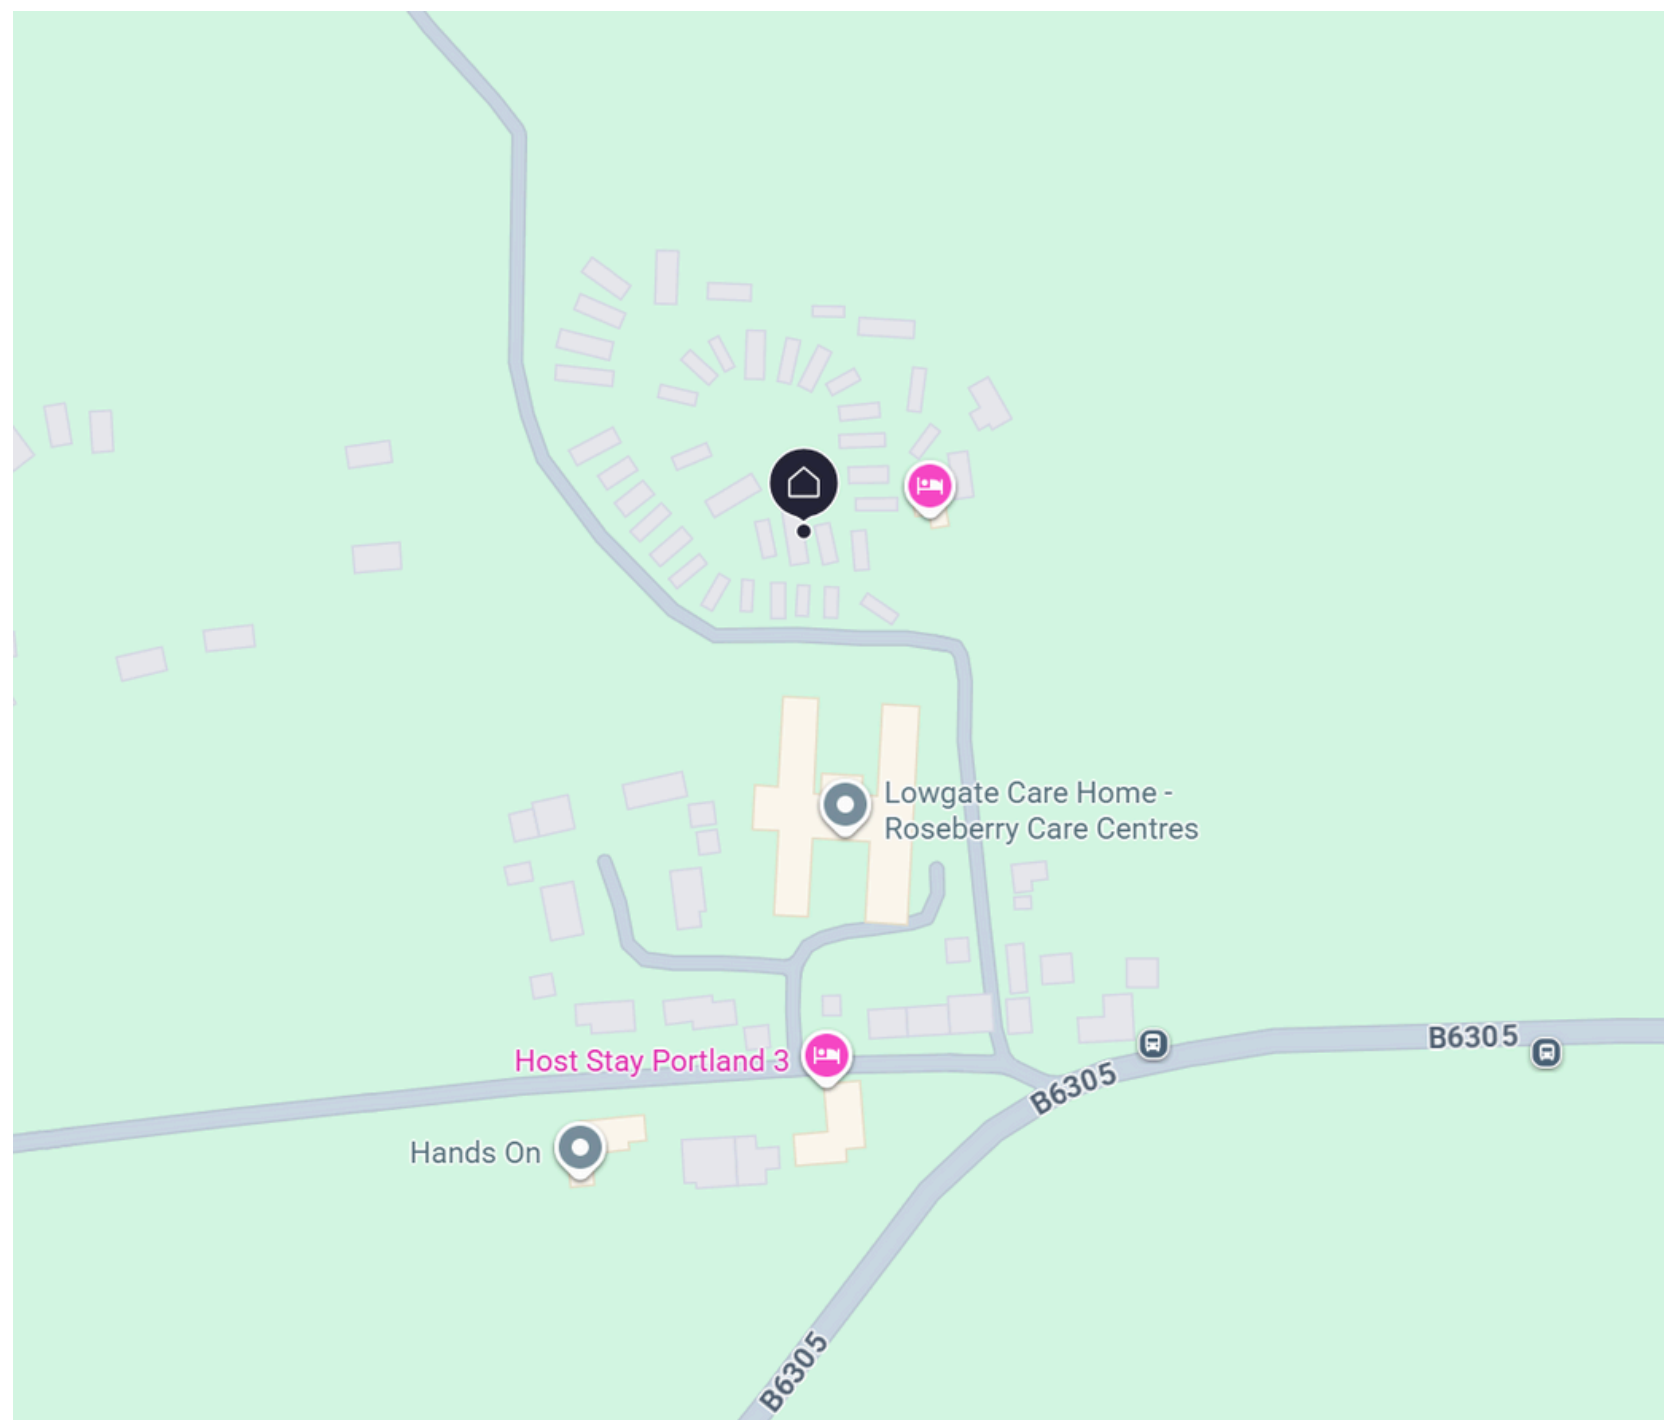 Lowgate Care Home -
Roseberry Care Centres
B6305
Host Stay Portland 3
B6305
Hands On
B6305